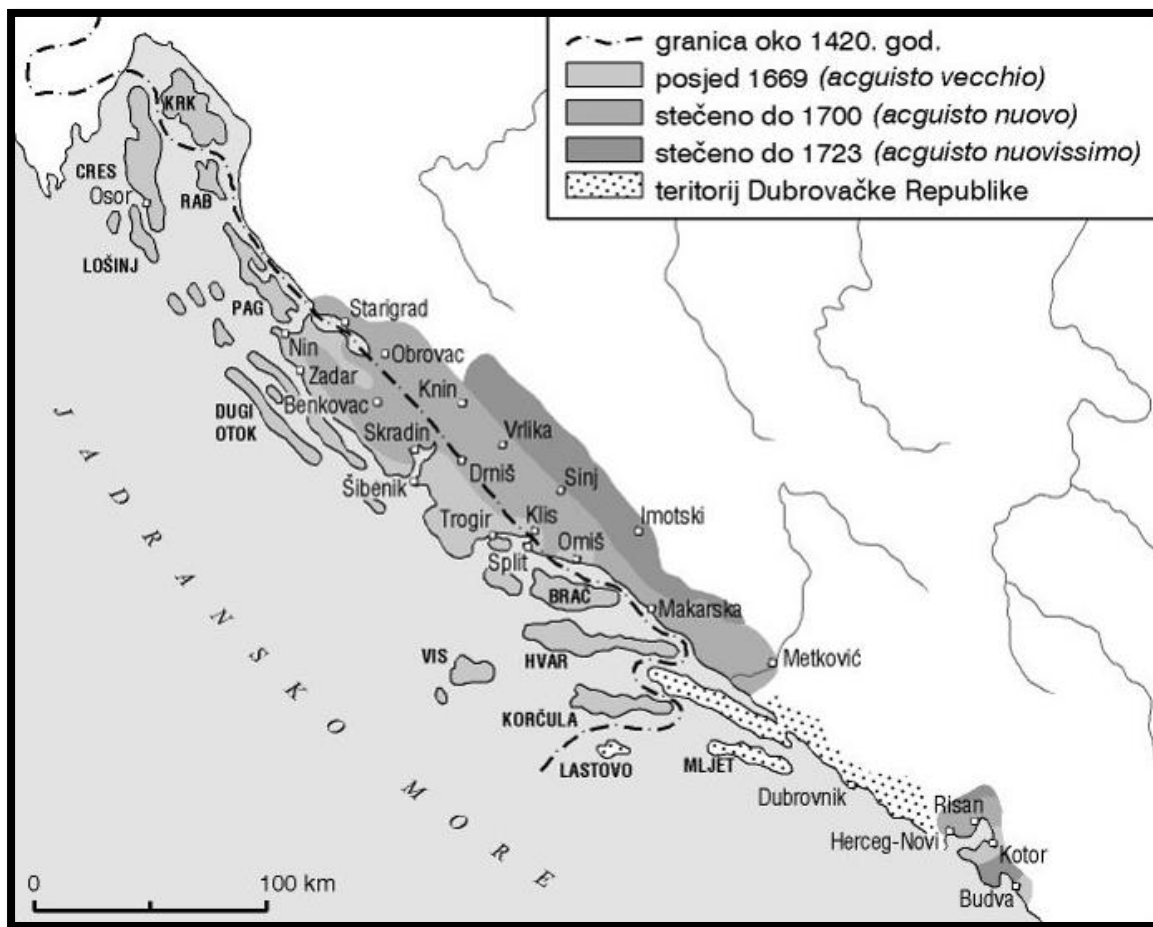 granica oko 1420. god.
posjed 1669 (acguisto vecchio)
stečeno do 1700 (acguisto nuovo)
stečeno do 1723 (acguisto nuovissimo)
teritorij Dubrovačke Republike
KRK
CRES
Osor
RAB
LOŠINJ
PAG
Starigrad
Nin
Obrovac
Zadar
Knin
Benkovac
DUGI
OTOK
Skradin
Vrlika
Drniš
Sinj
Šibenik
Trogir
Klis
Imotski
Split
Omiš
BRAČ
Makarska
VIS
HVAR
Metković
KORČULA
LASTOVO
MLJET
Dubrovnik
Risan
Herceg-Novi
Kotor
Budva
JADRANSKO MORE
0 100 km